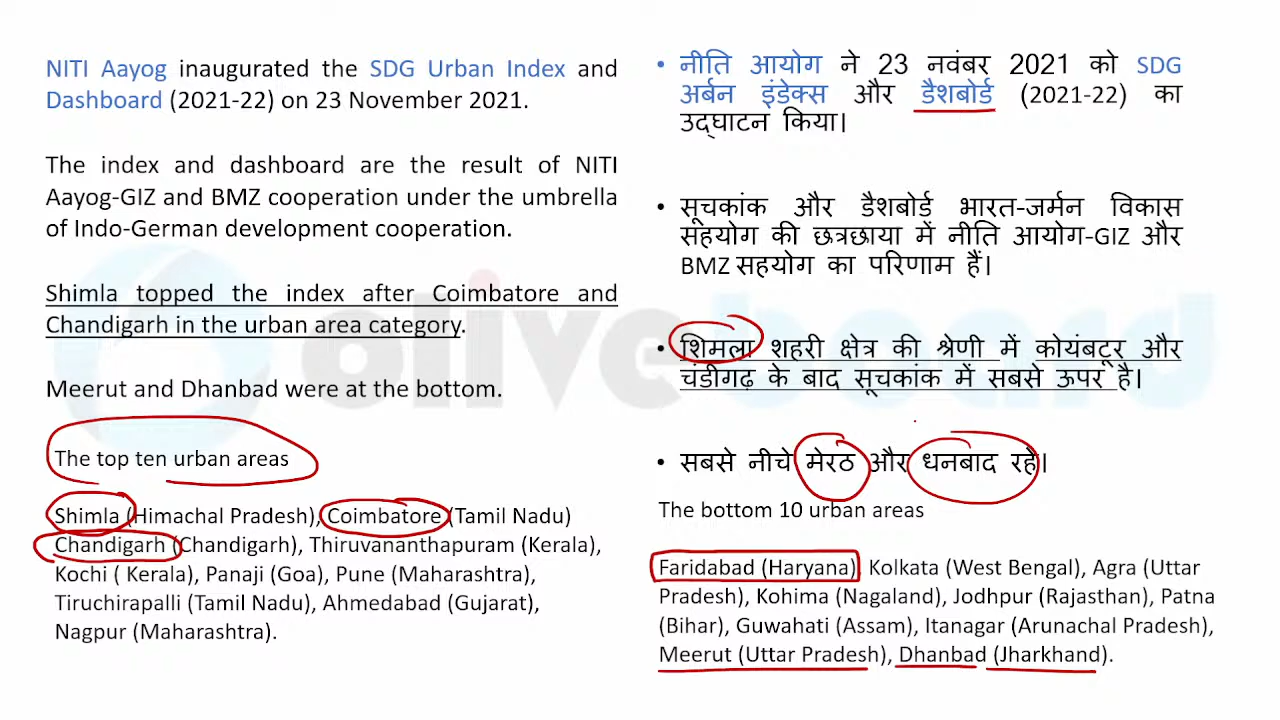 NITI Aayog inaugurated the SDG Urban Index and
Dashboard (2021-22) on 23 November 2021.
The index and dashboard are the result of NITI
Aayog-GIZ and BMZ cooperation under the umbrella
of Indo-German development cooperation.
Shimla topped the index after Coimbatore and
Chandigarh in the urban area category.
Meerut and Dhanbad were at the bottom.
The top ten urban areas
Shimla (Himachal Pradesh), Coimbatore (Tamil Nadu)
Chandigarh (Chandigarh), Thiruvananthapuram (Kerala),
Kochi ( Kerala), Panaji (Goa), Pune (Maharashtra),
Tiruchirapalli (Tamil Nadu), Ahmedabad (Gujarat),
Nagpur (Maharashtra).
• नीति आयोग ने 23 नवंबर 2021 को SDG
अर्बन इंडेक्स और डैशबोर्ड (2021-22) का
उद्घाटन किया।
• सूचकांक और डैशबोर्ड भारत-जर्मन विकास
सहयोग की छत्रछाया में नीति आयोग-GIZ और
BMZ सहयोग का परिणाम हैं।
• शिमला शहरी क्षेत्र की श्रेणी में कोयंबटूर और
चंडीगढ़ के बाद सूचकांक में सबसे ऊपर है।
• सबसे नीचे मेरठ और धनबाद रहे।
The bottom 10 urban areas
Faridabad (Haryana), Kolkata (West Bengal), Agra (Uttar
Pradesh), Kohima (Nagaland), Jodhpur (Rajasthan), Patna
(Bihar), Guwahati (Assam), Itanagar (Arunachal Pradesh),
Meerut (Uttar Pradesh), Dhanbad (Jharkhand).
oliveboard